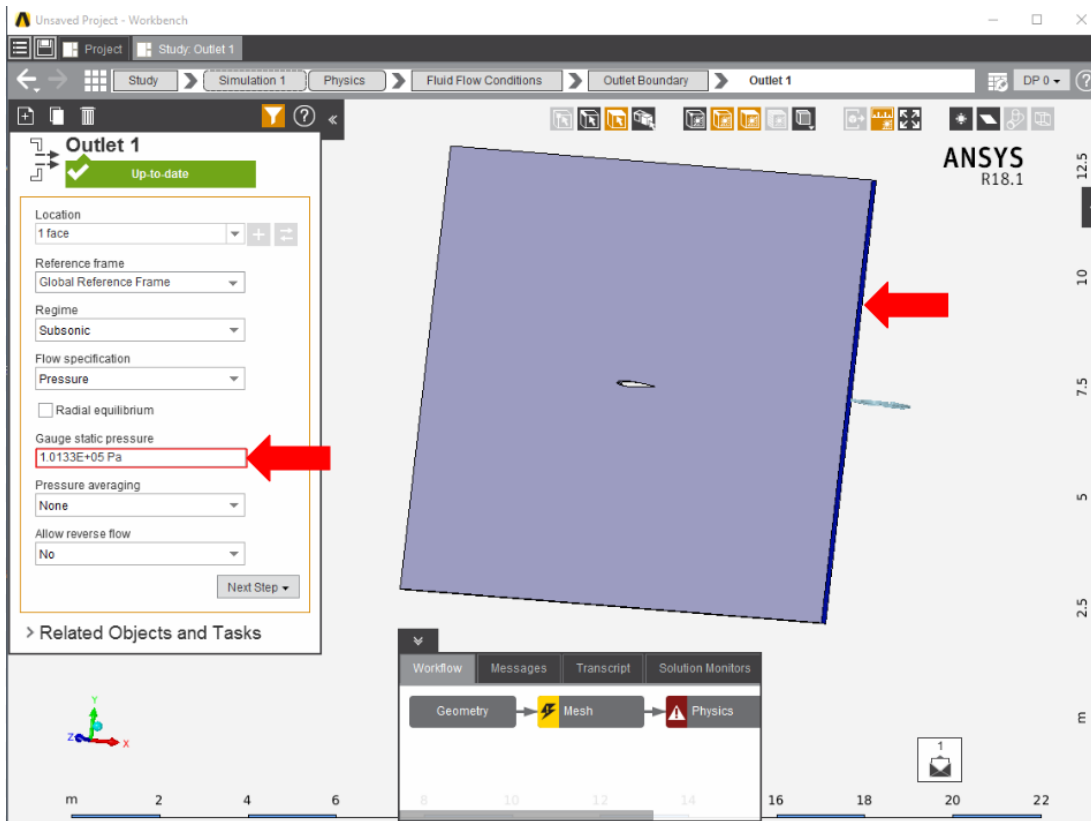 Unsaved Project - Workbench
Project
Study: Outlet 1
Study
Simulation 1
Physics
Fluid Flow Conditions
Outlet Boundary
Outlet 1
DP 0
Outlet 1
Up-to-date
Location
1 face
Reference frame
Global Reference Frame
Regime
Subsonic
Flow specification
Pressure
Radial equilibrium
Gauge static pressure
1.0133E+05 Pa
Pressure averaging
None
Allow reverse flow
No
Next Step
> Related Objects and Tasks
ANSYS
R18.1
12.5
10
7.5
5
2.5
m
Y
Z
X
Workflow
Messages
Transcript
Solution Monitors
Geometry
Mesh
Physics
1
m
2
4
6
8
10
12
14
16
18
20
22